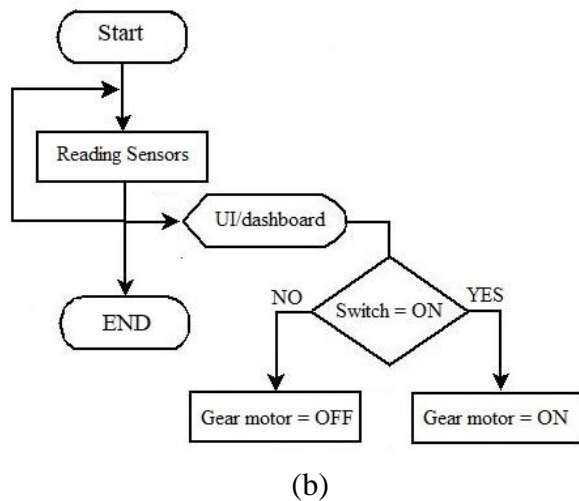 Start
Reading Sensors
UI/dashboard
END
NO
Switch = ON
YES
Gear motor = OFF
Gear motor = ON
(b)